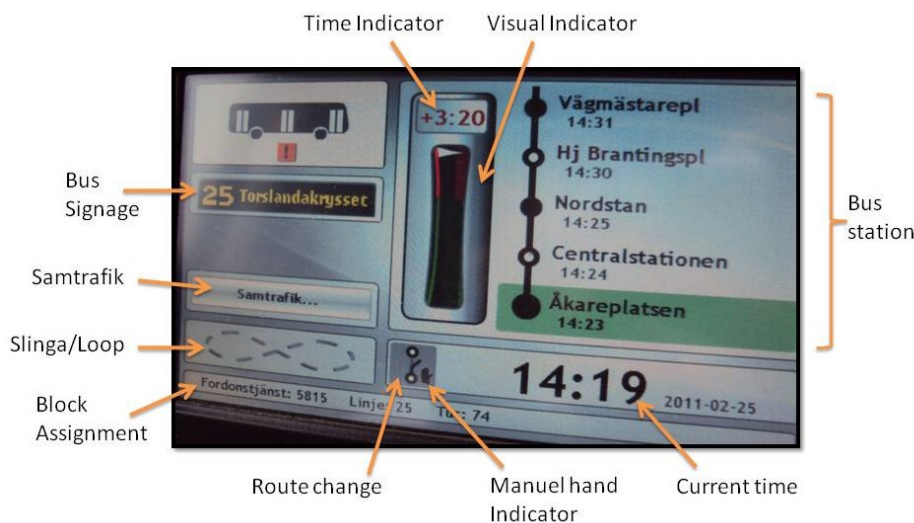 Time Indicator
Visual Indicator
+3:20
Vägmästarepl
14:31
Hj Brantingspl
14:30
!
Bus
Signage
25 Torslandakrysset
Nordstan
14:25
Bus
station
Centralstationen
14:24
Samtrafik
Samtrafik...
Åkareplatsen
14:23
Slinga/Loop
14:19
2011-02-25
Block
Assignment
Fordonstjänst: 5815 Linje: 25 Tur: 74
Route change
Manuel hand
Indicator
Current time